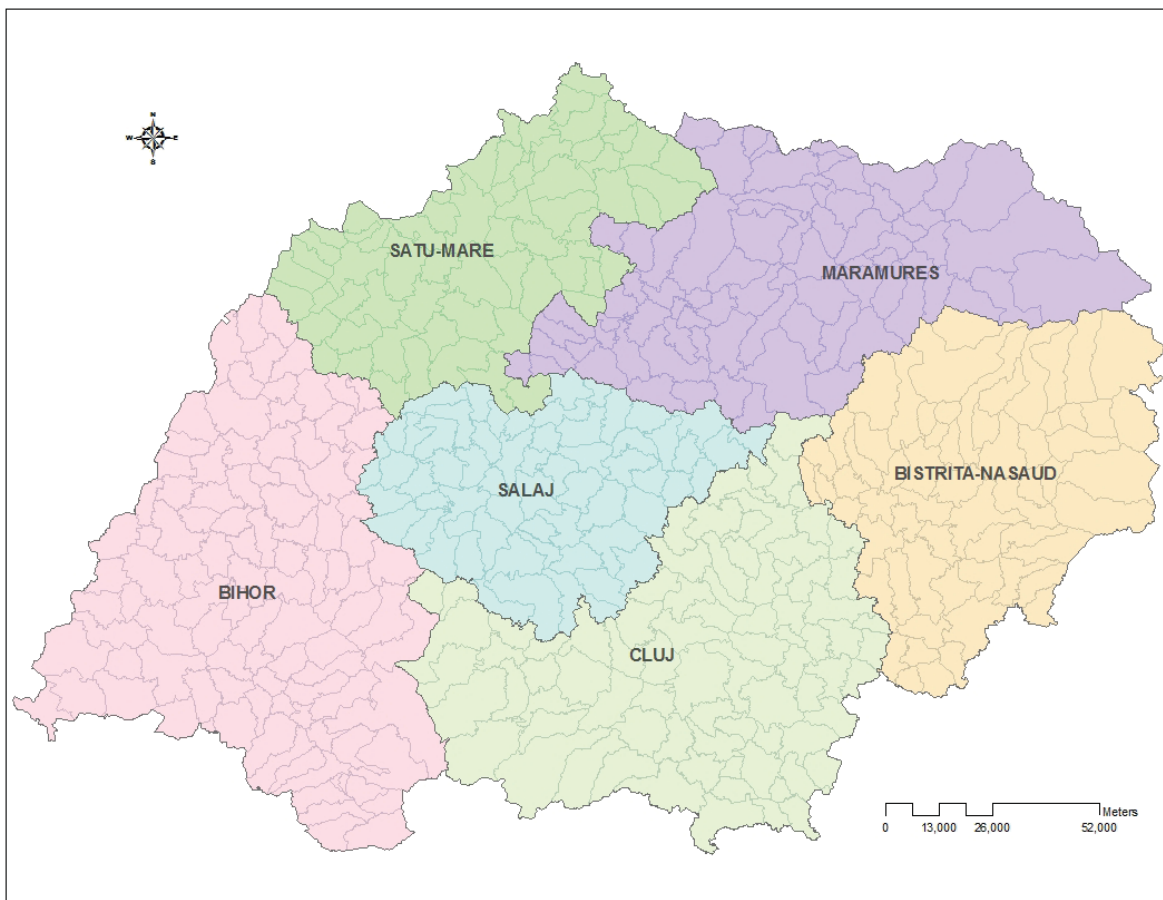 N
W E
S
SATU-MARE
MARAMURES
BISTRITA-NASAUD
SALAJ
BIHOR
CLUJ
Meters
0 13,000 26,000 52,000